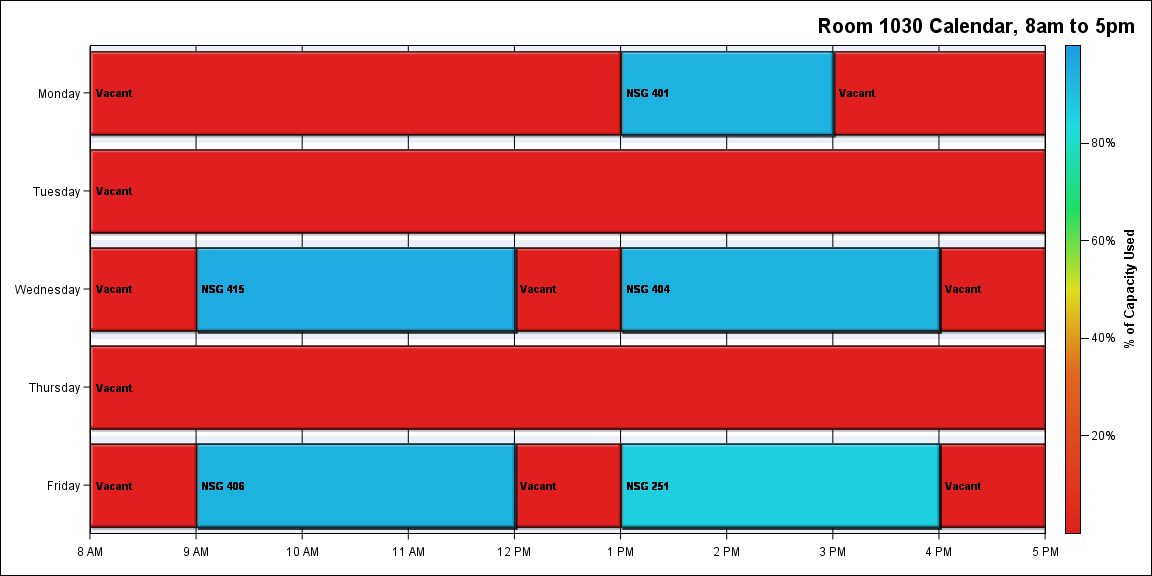 Room 1030 Calendar, 8am to 5pm
Monday
Vacant
NSG 401
Vacant
80%
Tuesday
Vacant
60%
% of Capacity Used
Wednesday
Vacant
NSG 415
Vacant
NSG 404
Vacant
40%
Thursday
Vacant
20%
Friday
Vacant
NSG 406
Vacant
NSG 251
Vacant
8 AM
9 AM
10 AM
11 AM
12 PM
1 PM
2 PM
3 PM
4 PM
5 PM